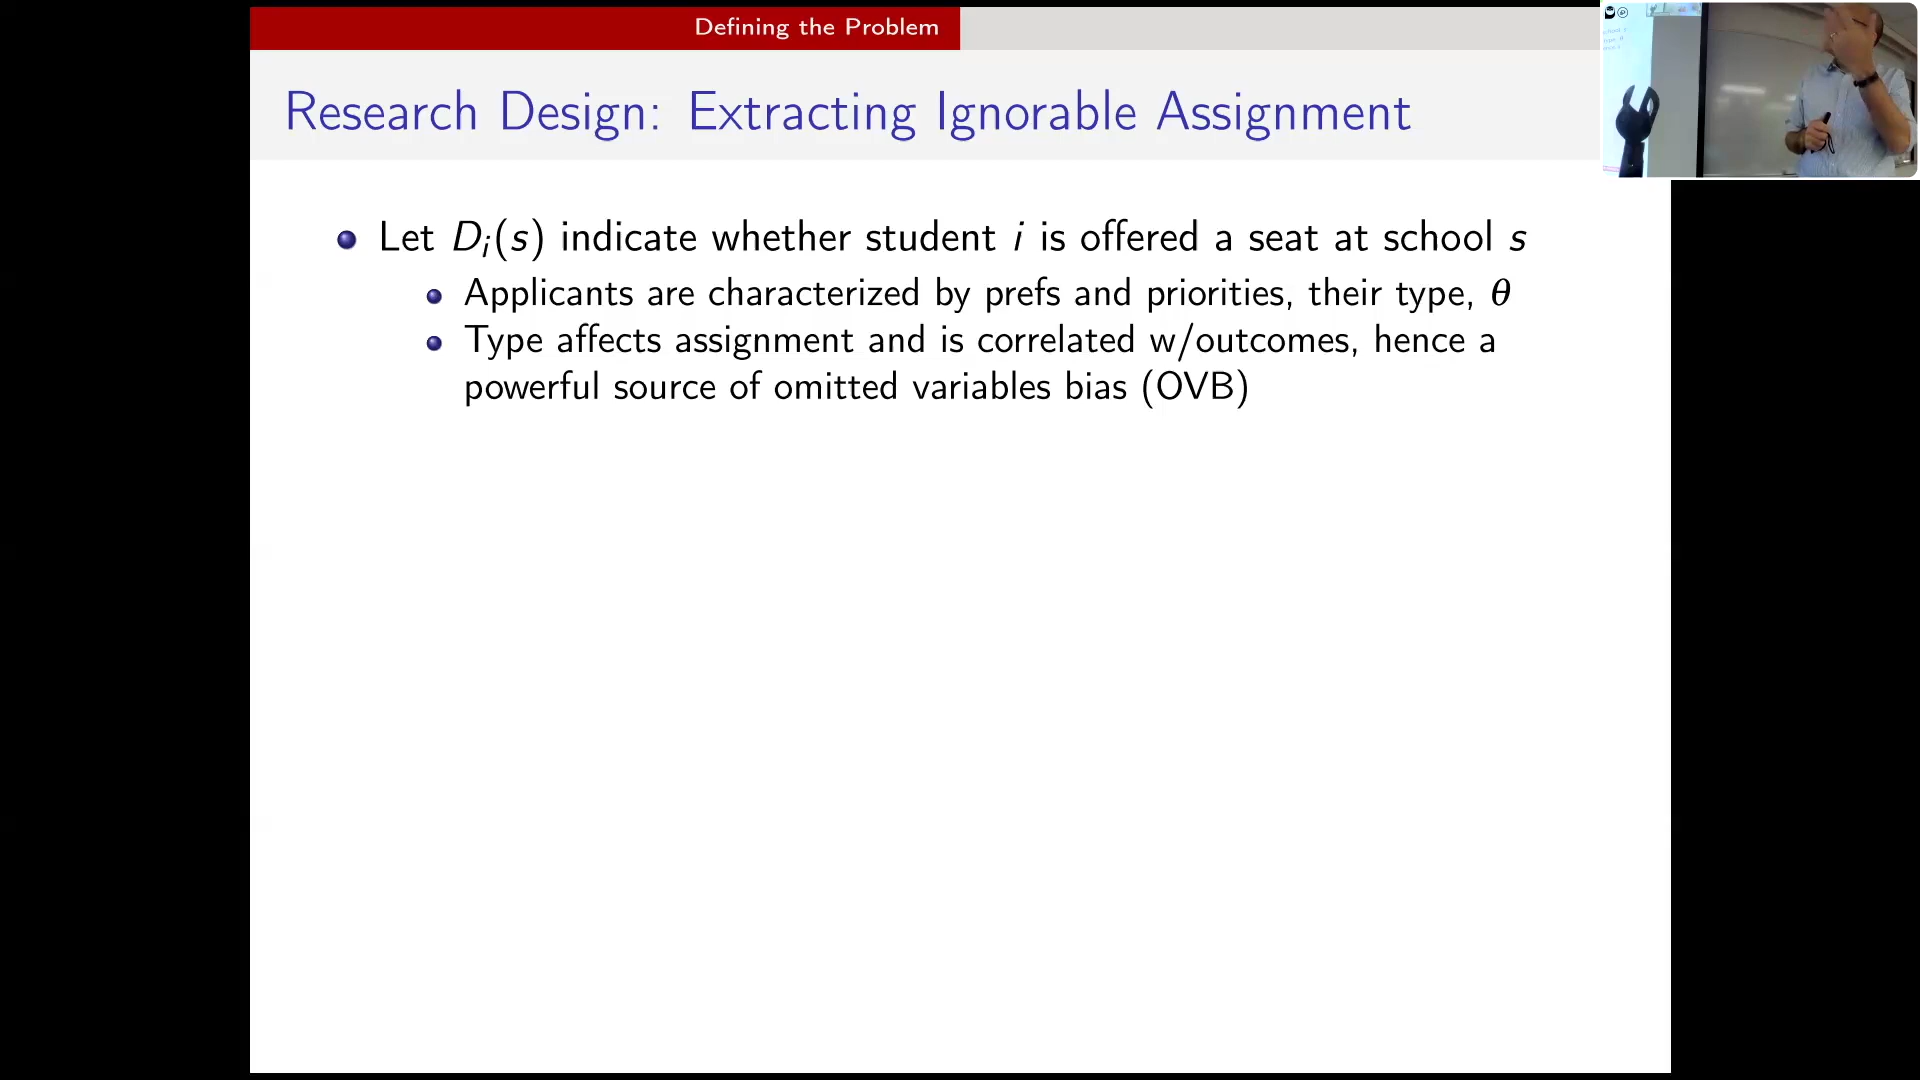 Defining the Problem
Research Design: Extracting Ignorable Assignment
Let D_i(s) indicate whether student i is offered a seat at school s
Applicants are characterized by prefs and priorities, their type, θ
Type affects assignment and is correlated w/outcomes, hence a
powerful source of omitted variables bias (OVB)